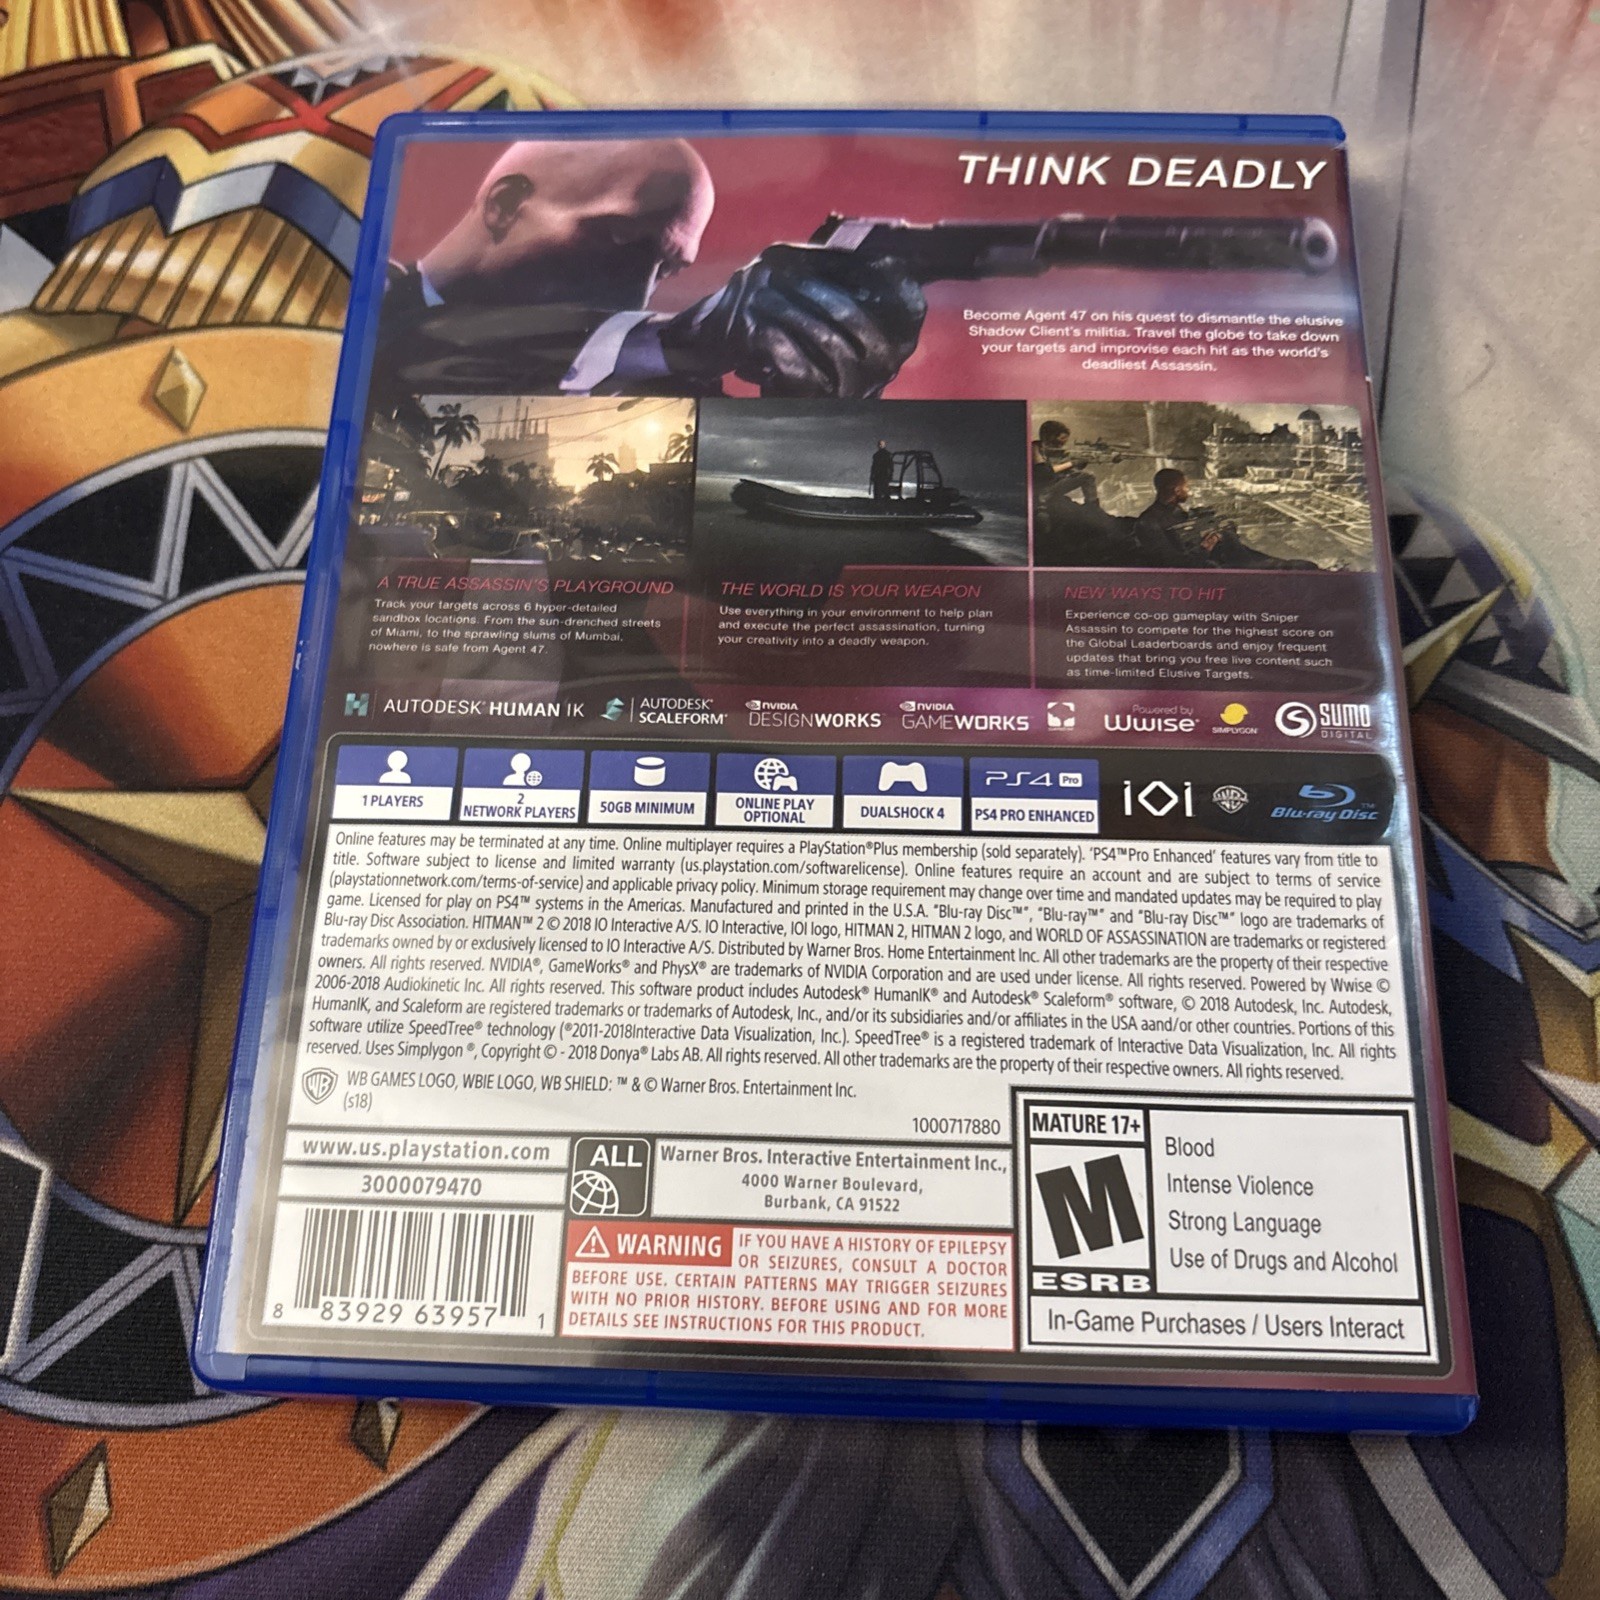 THINK DEADLY
Become Agent 47 on his quest to dismantle the elusive
Shadow Client's militia. Travel the globe to take down
your targets and improvise each hit as the world's
deadliest Assassin.
A TRUE ASSASSIN'S PLAYGROUND
Track your targets across 6 hyper-detailed
sandbox locations. From the sun-drenched streets
of Miami, to the sprawling slums of Mumbai,
nowhere is safe from Agent 47.
THE WORLD IS YOUR WEAPON
Use everything in your environment to help plan
and execute the perfect assassination, turning
your creativity into a deadly weapon.
NEW WAYS TO HIT
Experience co-op gameplay with Sniper
Assassin to compete for the highest score on
the Global Leaderboards and enjoy frequent
updates that bring you free live content such
as time-limited Elusive Targets.
AUTODESK® HUMAN IK
AUTODESK®
SCALEFORM®
NVIDIA
DESIGNWORKS
NVIDIA
GAMEWORKS
Powered by
Wwise®
SIMPLYGON
SUMO
DIGITAL
1 PLAYERS
2
NETWORK PLAYERS
50GB MINIMUM
ONLINE PLAY
OPTIONAL
DUALSHOCK 4
PS4 Pro
PS4 PRO ENHANCED
IOI
WB
Blu-ray Disc™
Online features may be terminated at any time. Online multiplayer requires a PlayStation®Plus membership (sold separately). 'PS4™Pro Enhanced' features vary from title to
title. Software subject to license and limited warranty (us.playstation.com/softwarelicense). Online features require an account and are subject to terms of service
(playstationnetwork.com/terms-of-service) and applicable privacy policy. Minimum storage requirement may change over time and mandated updates may be required to play
game. Licensed for play on PS4™ systems in the Americas. Manufactured and printed in the U.S.A. "Blu-ray Disc™", "Blu-ray™" and "Blu-ray Disc™" logo are trademarks of
Blu-ray Disc Association. HITMAN™ 2 © 2018 IO Interactive A/S. IO Interactive, IOI logo, HITMAN 2, HITMAN 2 logo, and WORLD OF ASSASSINATION are trademarks or registered
trademarks owned by or exclusively licensed to IO Interactive A/S. Distributed by Warner Bros. Home Entertainment Inc. All other trademarks are the property of their respective
owners. All rights reserved. NVIDIA®, GameWorks® and PhysX® are trademarks of NVIDIA Corporation and are used under license. All rights reserved. Powered by Wwise ©
2006-2018 Audiokinetic Inc. All rights reserved. This software product includes Autodesk® HumanIK® and Autodesk® Scaleform® software, © 2018 Autodesk, Inc. Autodesk,
HumanIK, and Scaleform are registered trademarks or trademarks of Autodesk, Inc., and/or its subsidiaries and/or affiliates in the USA aand/or other countries. Portions of this
software utilize SpeedTree® technology (®2011-2018Interactive Data Visualization, Inc.). SpeedTree® is a registered trademark of Interactive Data Visualization, Inc. All rights
reserved. Uses Simplygon ®, Copyright © - 2018 Donya® Labs AB. All rights reserved. All other trademarks are the property of their respective owners. All rights reserved.
WB GAMES LOGO, WBIE LOGO, WB SHIELD: ™ & © Warner Bros. Entertainment Inc.
(s18)
1000717880
www.us.playstation.com
3000079470
ALL
Warner Bros. Interactive Entertainment Inc.,
4000 Warner Boulevard,
Burbank, CA 91522
8 83929 63957 1
WARNING IF YOU HAVE A HISTORY OF EPILEPSY
OR SEIZURES, CONSULT A DOCTOR
BEFORE USE. CERTAIN PATTERNS MAY TRIGGER SEIZURES
WITH NO PRIOR HISTORY. BEFORE USING AND FOR MORE
DETAILS SEE INSTRUCTIONS FOR THIS PRODUCT.
MATURE 17+
M
ESRB
Blood
Intense Violence
Strong Language
Use of Drugs and Alcohol
In-Game Purchases / Users Interact